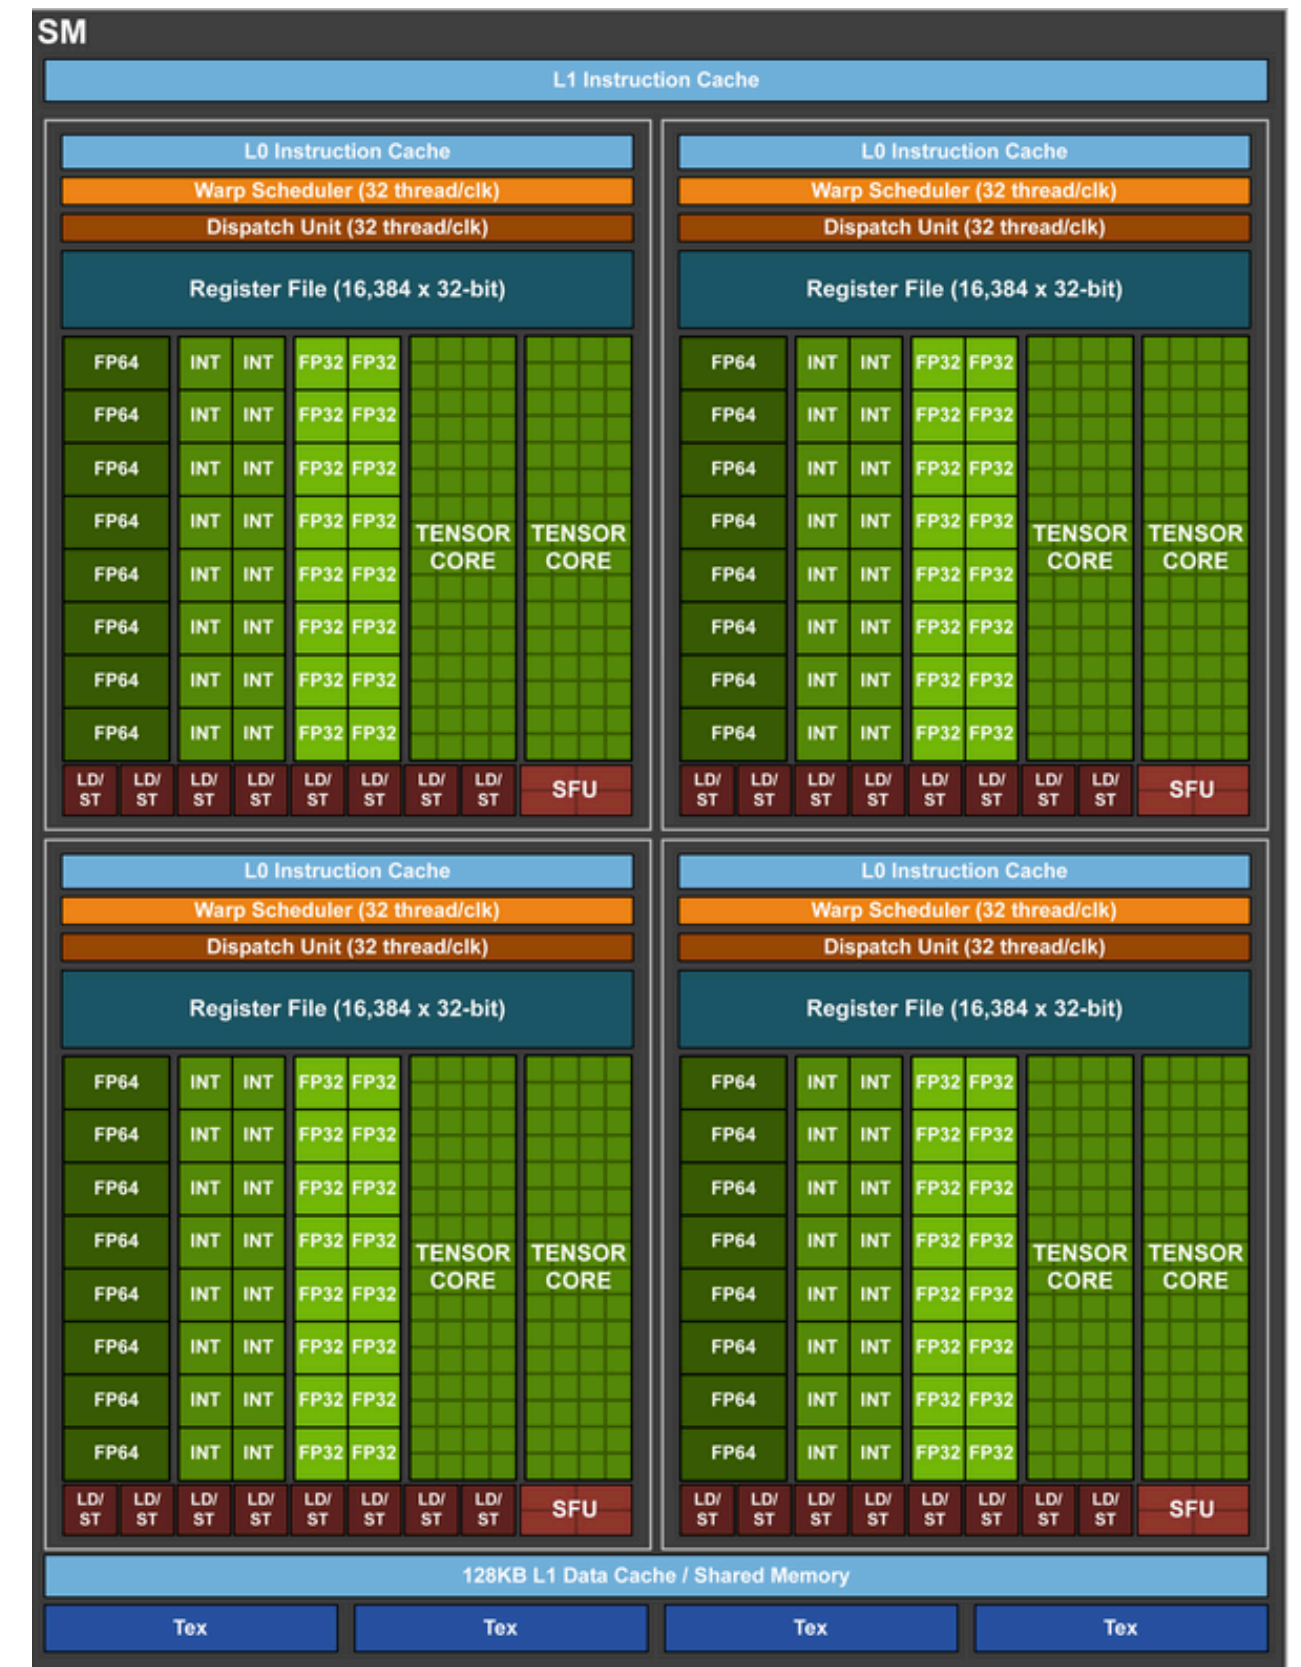 SM
L1 Instruction Cache
L0 Instruction Cache
Warp Scheduler (32 thread/clk)
Dispatch Unit (32 thread/clk)
Register File (16,384 x 32-bit)
FP64 INT INT FP32 FP32
FP64 INT INT FP32 FP32
FP64 INT INT FP32 FP32
FP64 INT INT FP32 FP32
FP64 INT INT FP32 FP32
FP64 INT INT FP32 FP32
FP64 INT INT FP32 FP32
FP64 INT INT FP32 FP32
TENSOR CORE
TENSOR CORE
LD/ST LD/ST LD/ST LD/ST LD/ST LD/ST LD/ST LD/ST SFU
L0 Instruction Cache
Warp Scheduler (32 thread/clk)
Dispatch Unit (32 thread/clk)
Register File (16,384 x 32-bit)
FP64 INT INT FP32 FP32
FP64 INT INT FP32 FP32
FP64 INT INT FP32 FP32
FP64 INT INT FP32 FP32
FP64 INT INT FP32 FP32
FP64 INT INT FP32 FP32
FP64 INT INT FP32 FP32
FP64 INT INT FP32 FP32
TENSOR CORE
TENSOR CORE
LD/ST LD/ST LD/ST LD/ST LD/ST LD/ST LD/ST LD/ST SFU
L0 Instruction Cache
Warp Scheduler (32 thread/clk)
Dispatch Unit (32 thread/clk)
Register File (16,384 x 32-bit)
FP64 INT INT FP32 FP32
FP64 INT INT FP32 FP32
FP64 INT INT FP32 FP32
FP64 INT INT FP32 FP32
FP64 INT INT FP32 FP32
FP64 INT INT FP32 FP32
FP64 INT INT FP32 FP32
FP64 INT INT FP32 FP32
TENSOR CORE
TENSOR CORE
LD/ST LD/ST LD/ST LD/ST LD/ST LD/ST LD/ST LD/ST SFU
L0 Instruction Cache
Warp Scheduler (32 thread/clk)
Dispatch Unit (32 thread/clk)
Register File (16,384 x 32-bit)
FP64 INT INT FP32 FP32
FP64 INT INT FP32 FP32
FP64 INT INT FP32 FP32
FP64 INT INT FP32 FP32
FP64 INT INT FP32 FP32
FP64 INT INT FP32 FP32
FP64 INT INT FP32 FP32
FP64 INT INT FP32 FP32
TENSOR CORE
TENSOR CORE
LD/ST LD/ST LD/ST LD/ST LD/ST LD/ST LD/ST LD/ST SFU
128KB L1 Data Cache / Shared Memory
Tex Tex Tex Tex